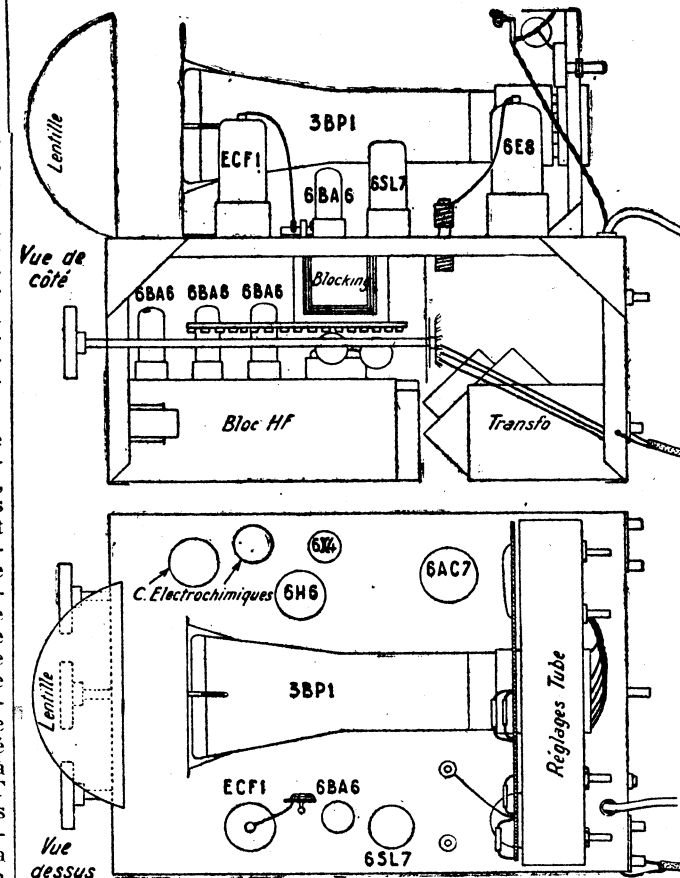 Lentille
3BP1
ECF1
6BA6
6SL7
6E8
Vue de
côté
6BA6 6BA6 6BA6
Blocking
Bloc HF
Transfo
6X4
C. Electrochimiques
6H6
6AC7
Lentille
3BP1
Réglages Tube
ECF1
6BA6
6SL7
Vue
dessus